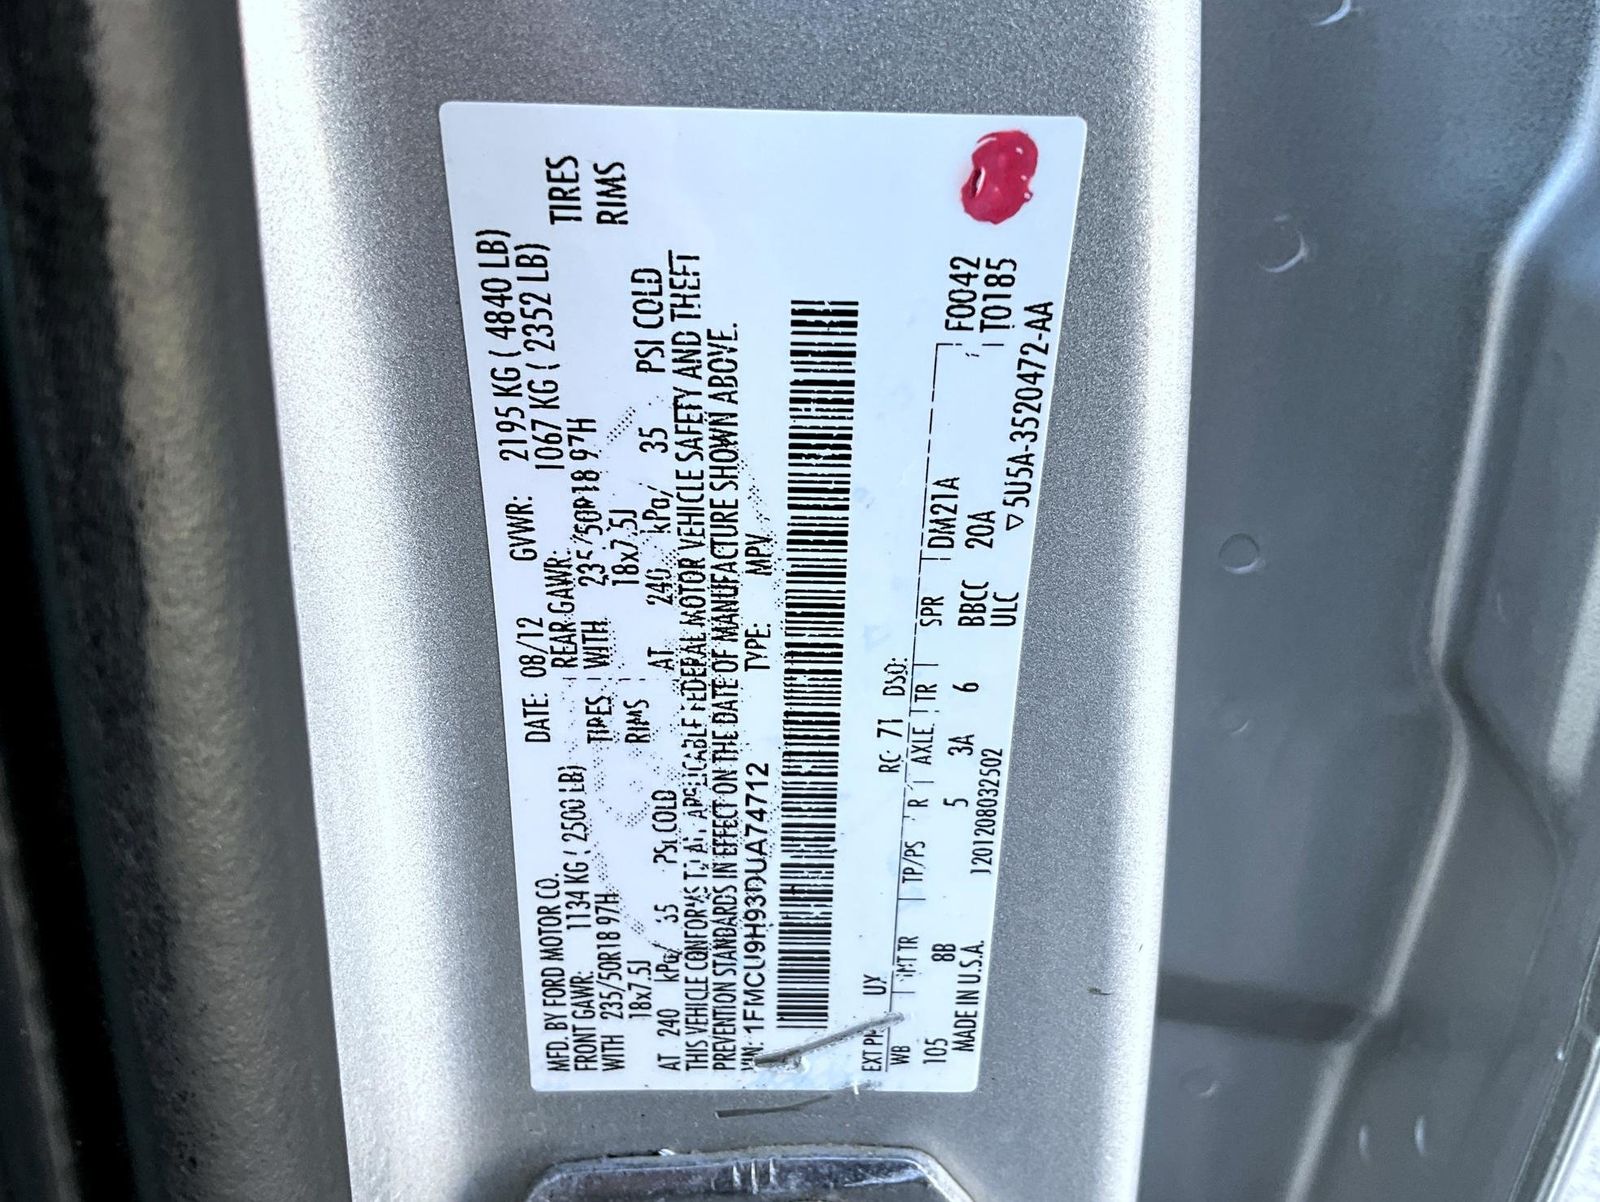 MFD. BY FORD MOTOR CO. DATE: 08/12 GVWR: 2195 KG ( 4840 LB)
FRONT GAWR: 1134 KG ( 2500 LB) REAR GAWR: 1067 KG ( 2352 LB)
WITH 235/50R18 97H TIRES WITH 235/50R18 97H TIRES
18x7.5J RIMS 18x7.5J RIMS
AT 240 kPa/ 35 PSI COLD AT 240 kPa/ 35 PSI COLD
THIS VEHICLE CONFORMS TO ALL APPLICABLE FEDERAL MOTOR VEHICLE SAFETY AND THEFT
PREVENTION STANDARDS IN EFFECT ON THE DATE OF MANUFACTURE SHOWN ABOVE.
VIN: 1FMCU9H93DUA74712 TYPE: MPV
EXT PNT UX RC: 71 DSO:
WB INT TR TP/PS R AXLE TR SPR DM21A F0042
105 8B 5 3A 6 BBCC 20A T0185
MADE IN U.S.A. J201208032502 ULC ▽5U5A-3520472-AA